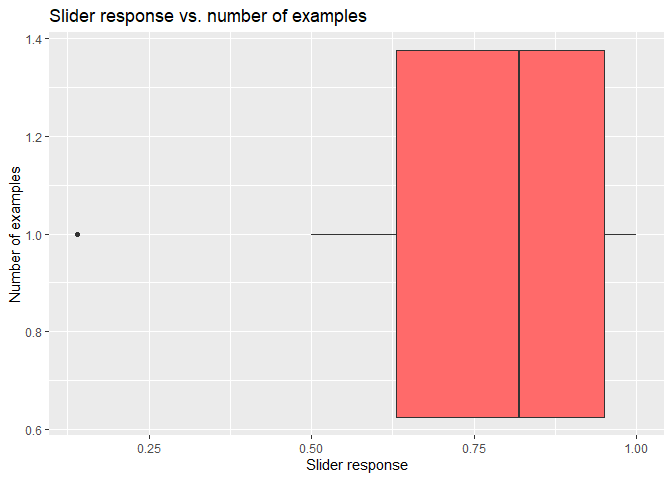 Slider response vs. number of examples
1.4
1.2
1.0
0.8
0.6
Number of examples
0.25 0.50 0.75 1.00
Slider response